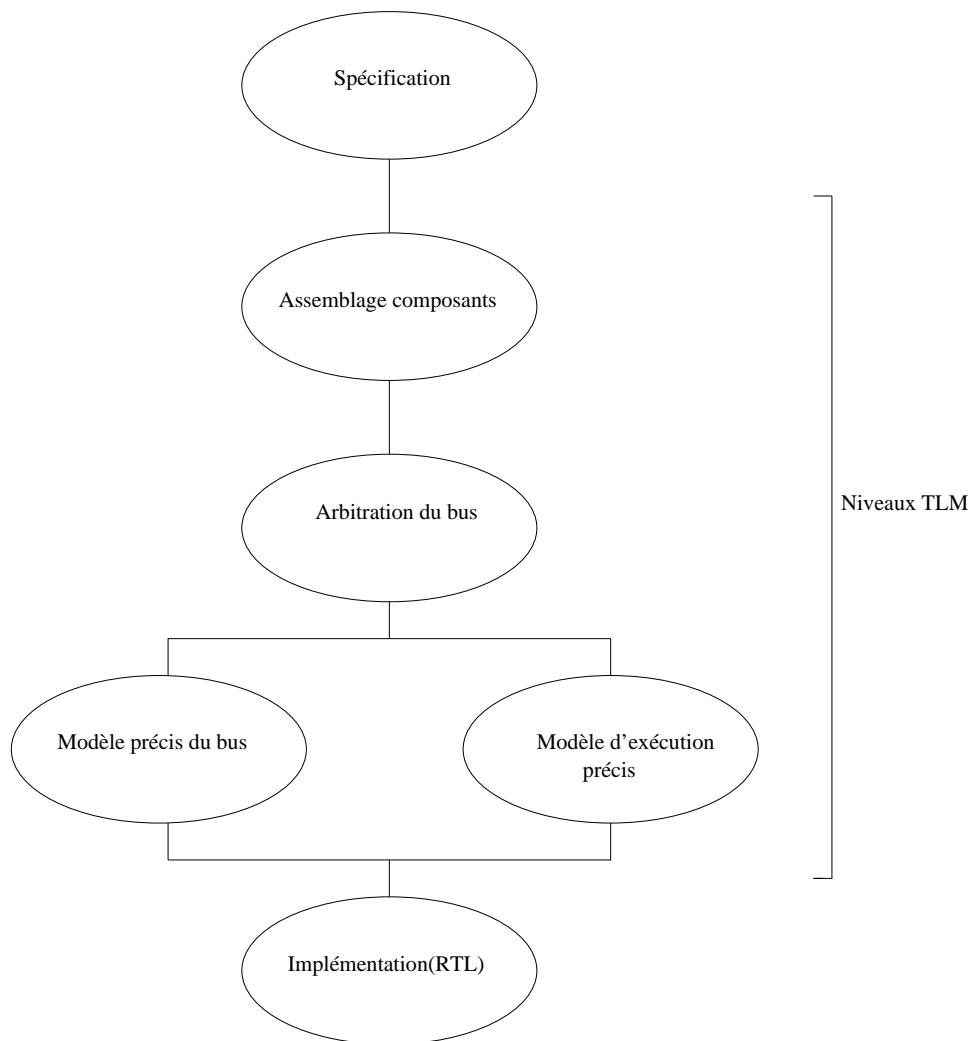 Spécification
Assemblage composants
Arbitration du bus
Niveaux TLM
Modèle précis du bus
Modèle d'exécution
précis
Implémentation(RTL)